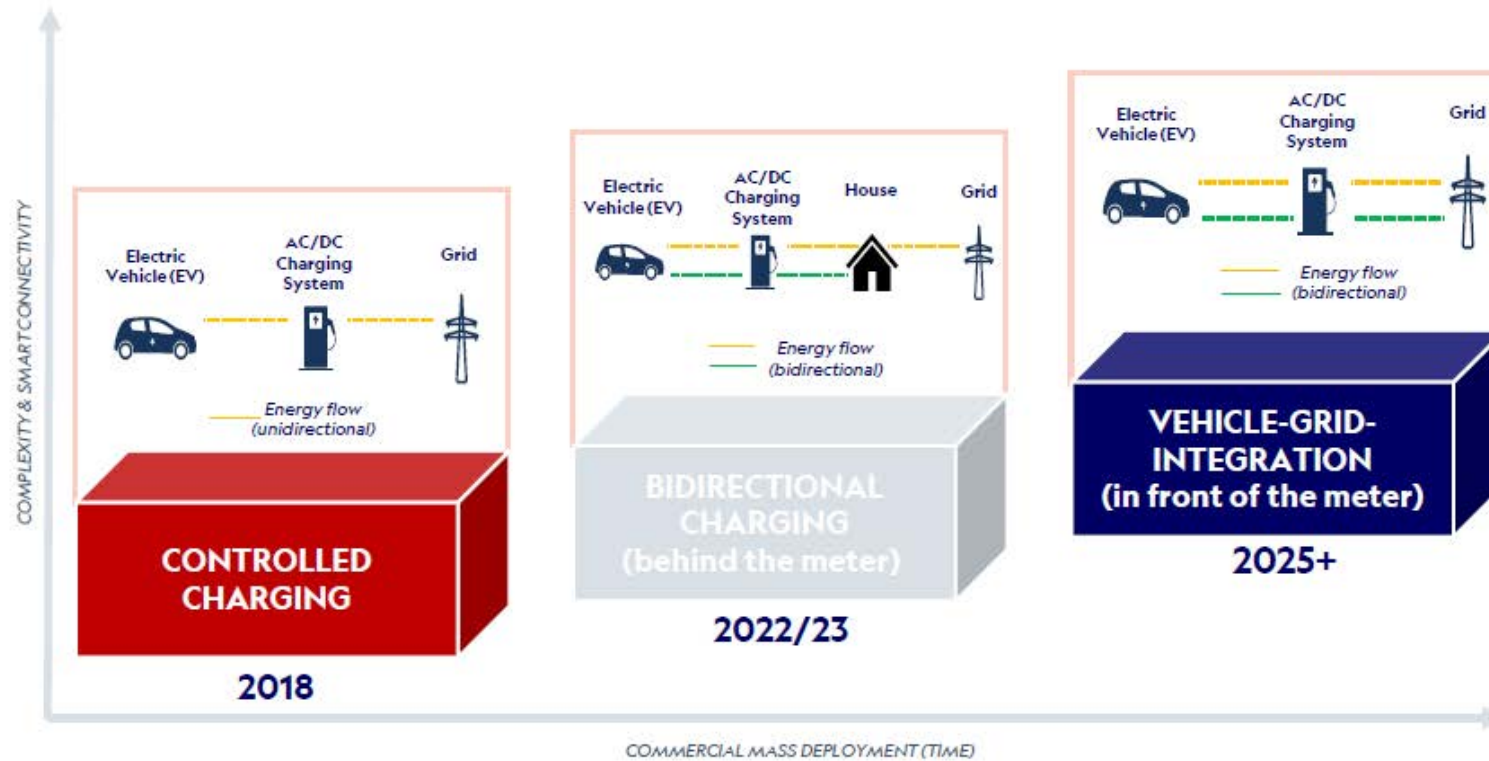 COMPLEXITY & SMART CONNECTIVITY
Electric
Vehicle (EV)
AC/DC
Charging
System
Grid
Energy flow
(unidirectional)
CONTROLLED
CHARGING
2018
Electric
Vehicle (EV)
AC/DC
Charging
System
House
Grid
Energy flow
(bidirectional)
BIDIRECTIONAL
CHARGING
(behind the meter)
2022/23
Electric
Vehicle (EV)
AC/DC
Charging
System
Grid
Energy flow
(bidirectional)
VEHICLE-GRID-
INTEGRATION
(in front of the meter)
2025+
COMMERCIAL MASS DEPLOYMENT (TIME)